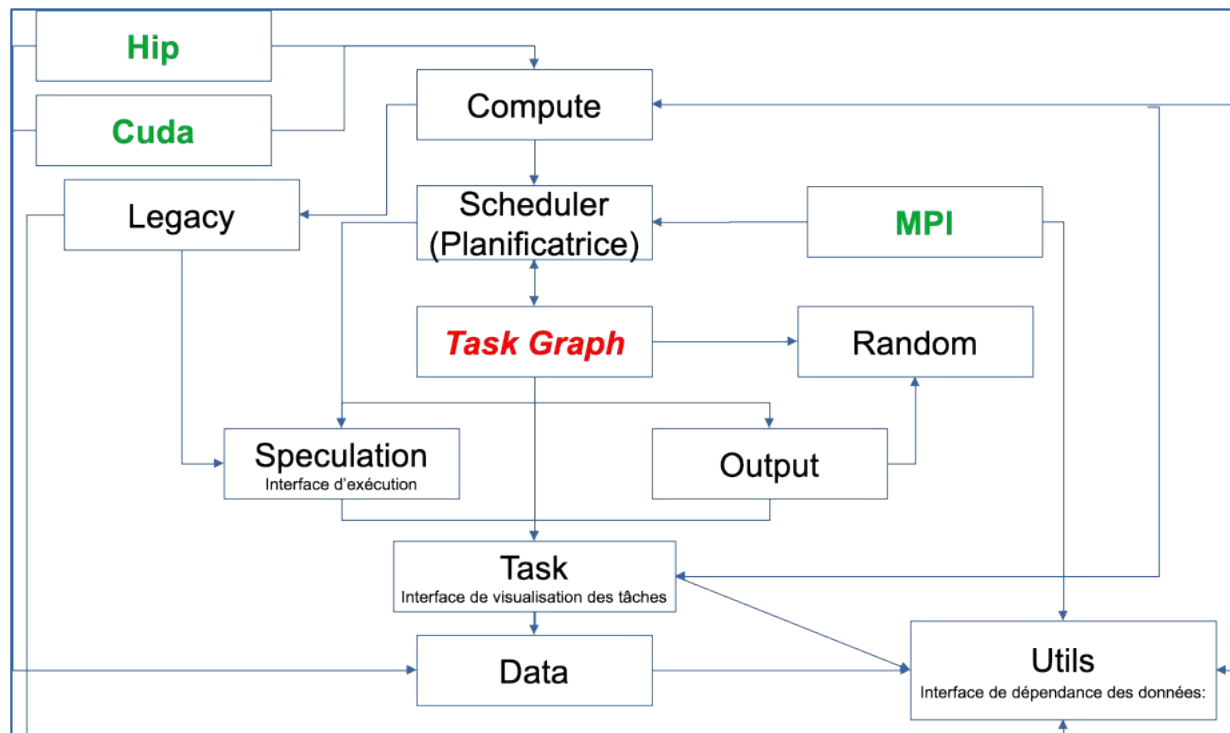 Hip
Cuda
Compute
Legacy
Scheduler
(Planificatrice)
MPI
Task Graph
Random
Speculation
Interface d'exécution
Output
Task
Interface de visualisation des tâches
Data
Utils
Interface de dépendance des données: